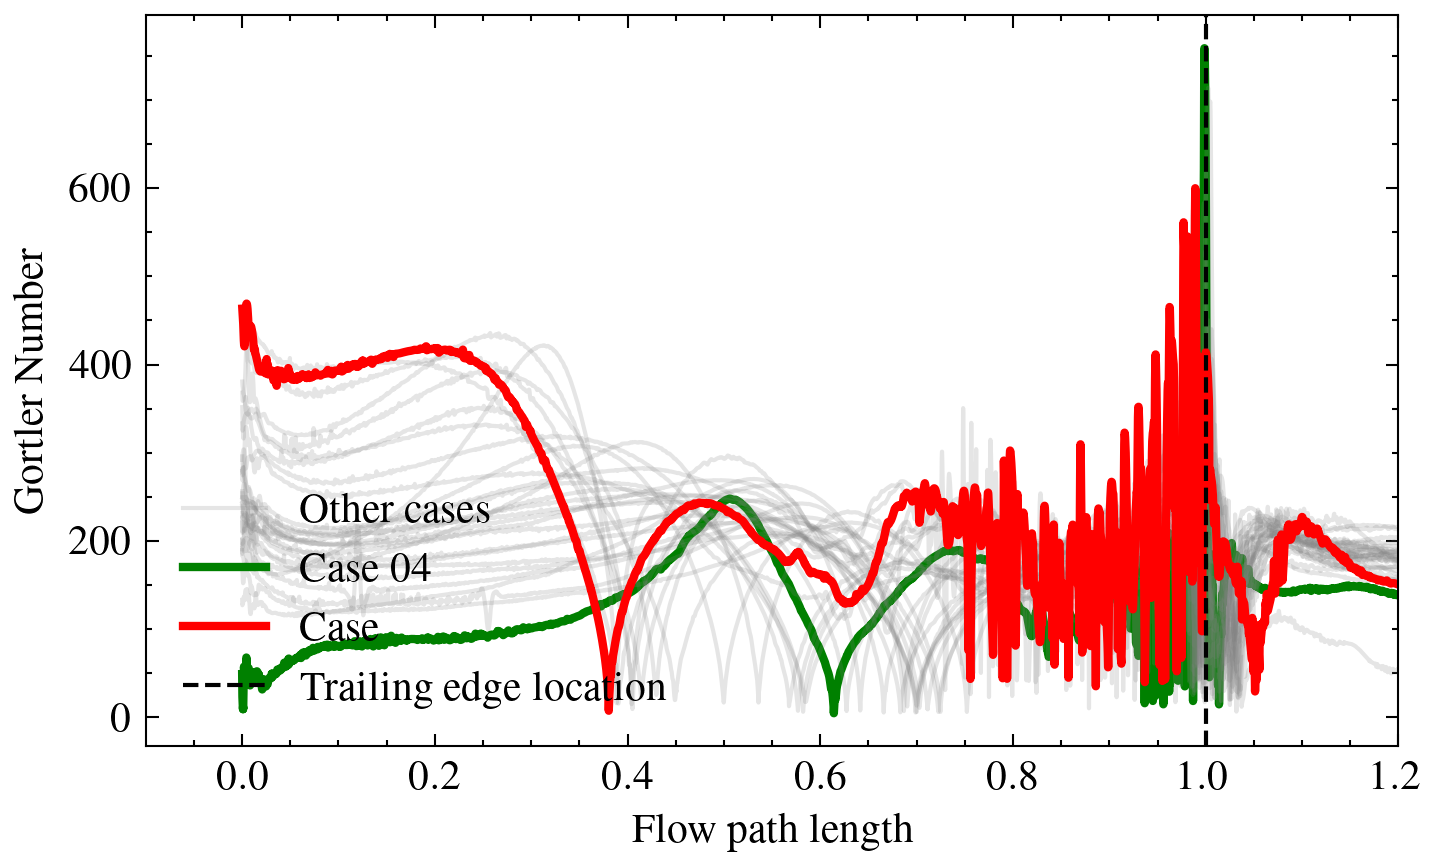 600
400
200
0
Gortler Number
Other cases
Case 04
Case
Trailing edge location
0.0 0.2 0.4 0.6 0.8 1.0 1.2
Flow path length